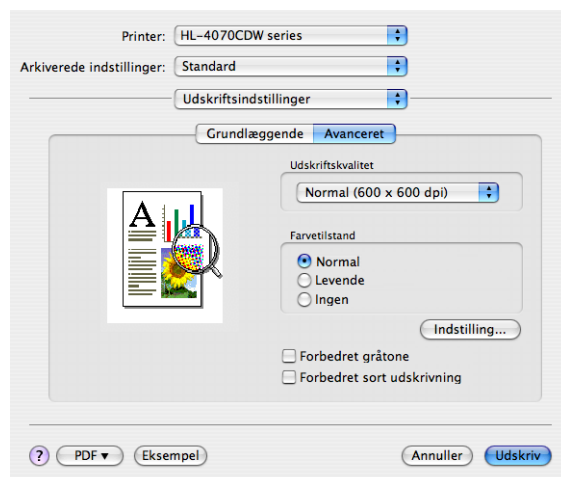 Printer: HL-4070CDW series
Arkiverede indstillinger: Standard
Udskriftsindstillinger
Grundlæggende Avanceret
Udskriftskvalitet
Normal (600 x 600 dpi)
A
Farvetilstand
Normal
Levende
Ingen
Indstilling...
Forbedret gråtone
Forbedret sort udskrivning
? PDF ▼ Eksempel Annuller Udskriv